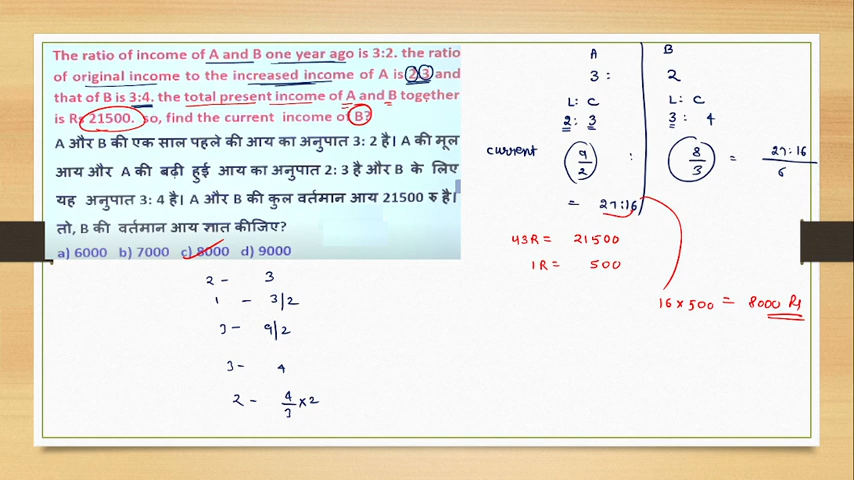 The ratio of income of A and B one year ago is 3:2. the ratio
of original income to the increased income of A is 2:3 and
that of B is 3:4. the total present income of A and B together
is Rs 21500. so, find the current income of B?
A और B की एक साल पहले की आय का अनुपात 3: 2 है। A की मूल
आय और A की बढ़ी हुई आय का अनुपात 2: 3 है और B के लिए
यह अनुपात 3: 4 है। A और B की कुल वर्तमान आय 21500 रु है।
तो, B की वर्तमान आय ज्ञात कीजिए?
a) 6000 b) 7000 c) 8000 d) 9000
2 - 3
1 - 3/2
3 - 9/2
3 - 4
2 - 4/3 × 2
A B
3 : 2
L : C L : C
2 : 3 3 : 4
current 9/2 : 8/3 = 27:16/6
= 27:16
43R = 21500
1R = 500
16 × 500 = 8000 Rs